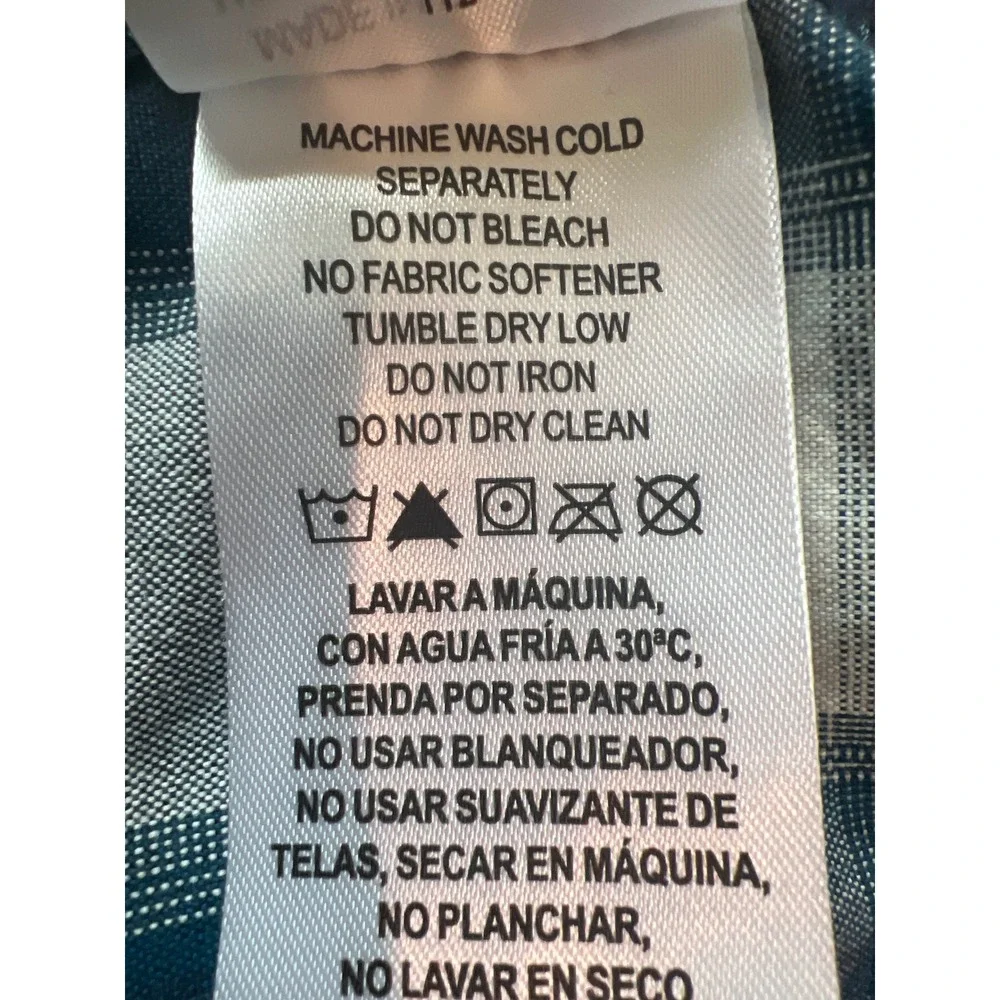 MACHINE WASH COLD
SEPARATELY
DO NOT BLEACH
NO FABRIC SOFTENER
TUMBLE DRY LOW
DO NOT IRON
DO NOT DRY CLEAN
LAVAR A MÁQUINA,
CON AGUA FRÍA A 30ªC,
PRENDA POR SEPARADO,
NO USAR BLANQUEADOR,
NO USAR SUAVIZANTE DE
TELAS, SECAR EN MÁQUINA,
NO PLANCHAR,
NO LAVAR EN SECO